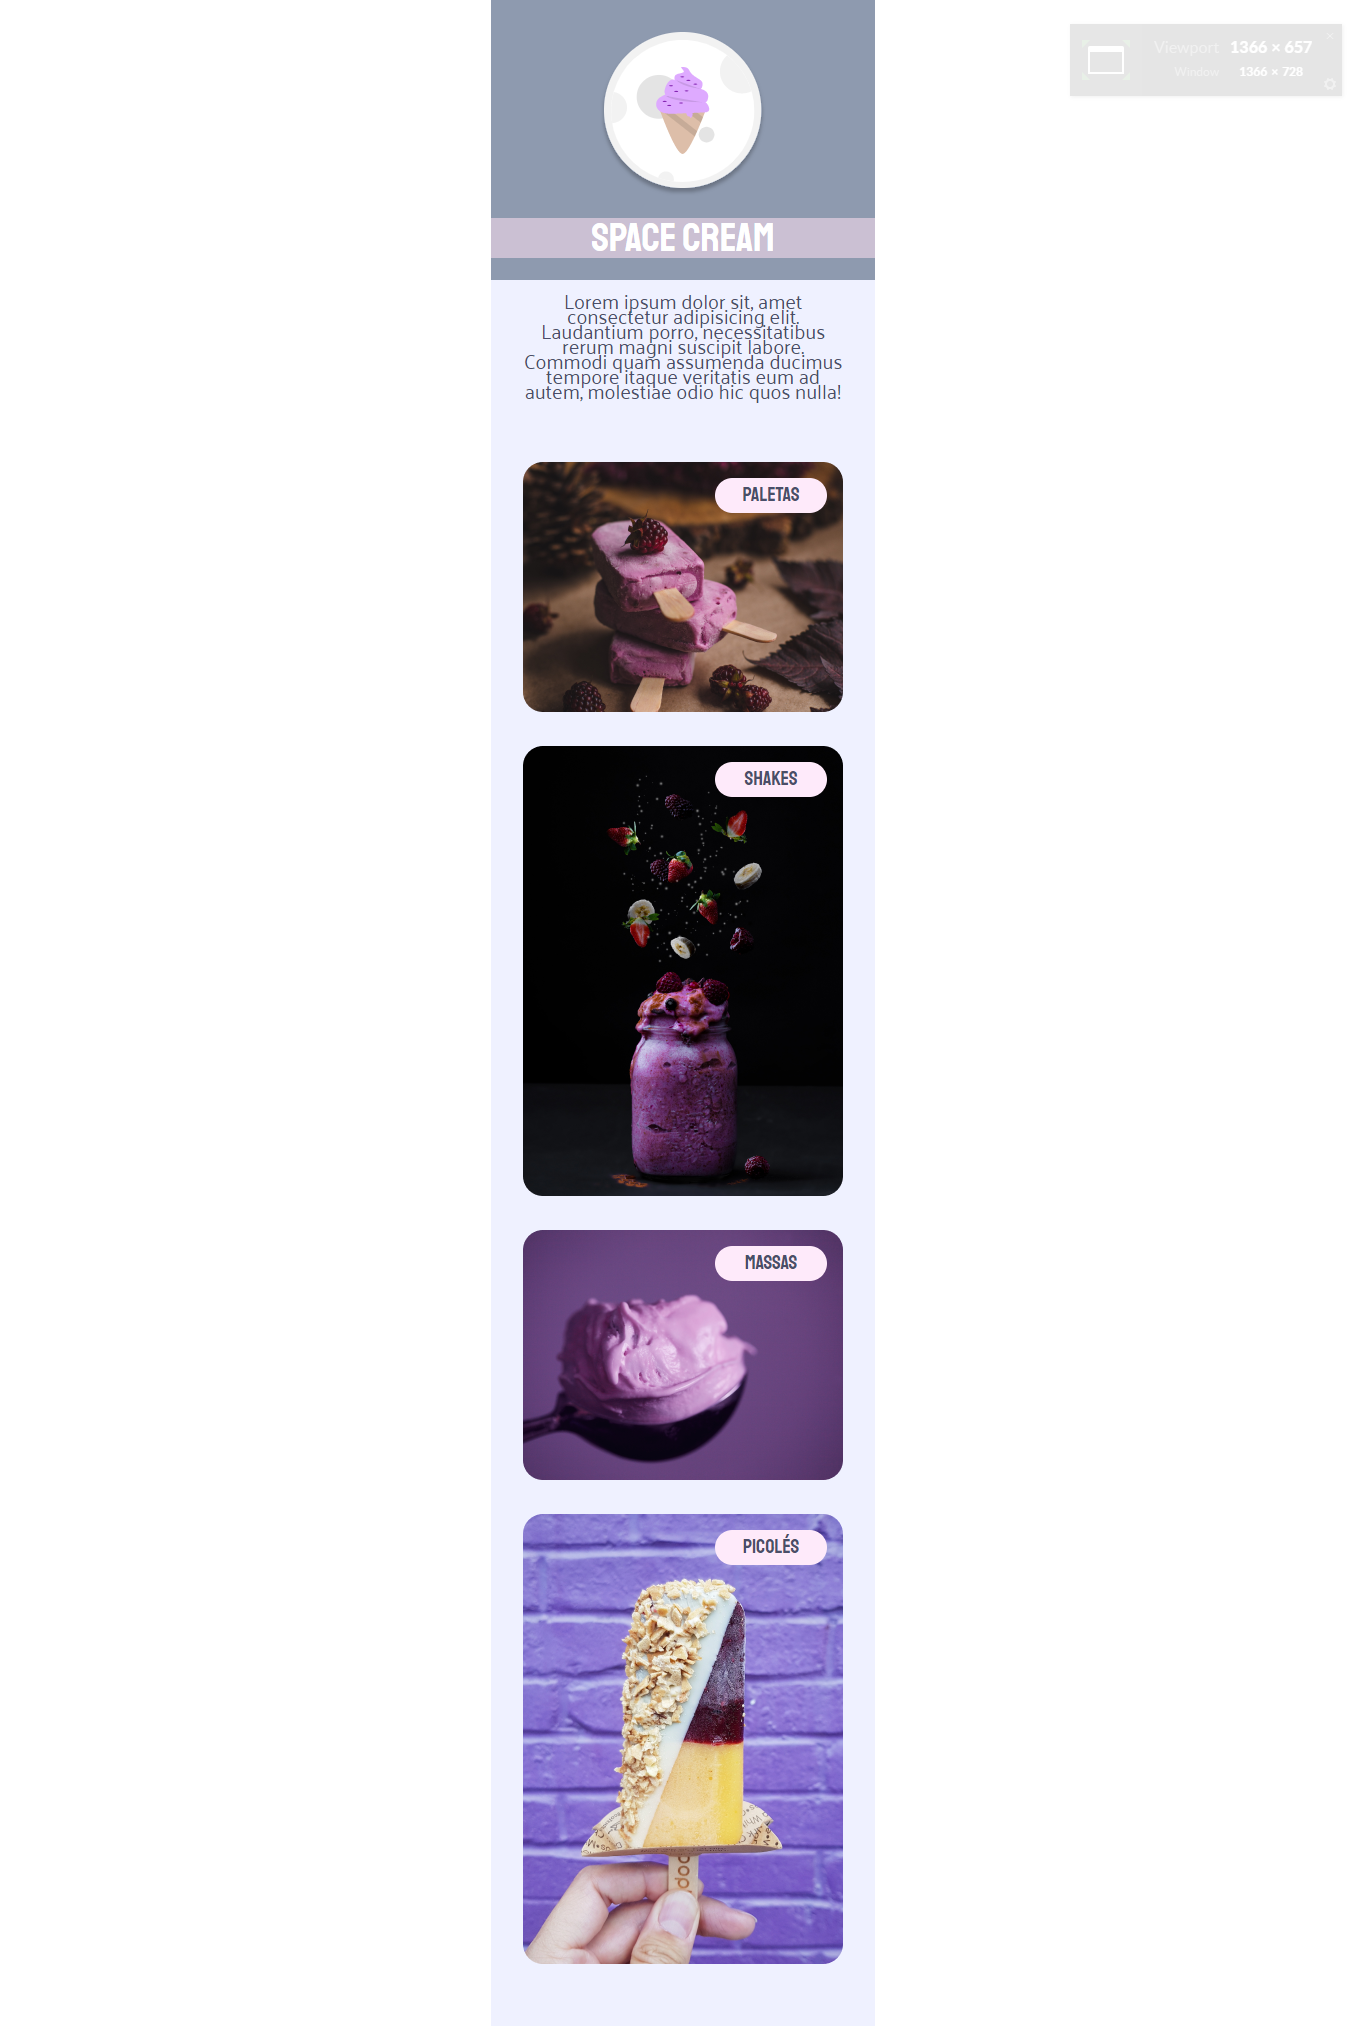 Viewport 1366 × 657 ×
Window 1366 × 728
SPACE CREAM
Lorem ipsum dolor sit, amet
consectetur adipisicing elit.
Laudantium porro, necessitatibus
rerum magni suscipit labore.
Commodi quam assumenda ducimus
tempore itaque veritatis eum ad
autem, molestiae odio hic quos nulla!
PALETAS
SHAKES
MASSAS
PICOLÉS